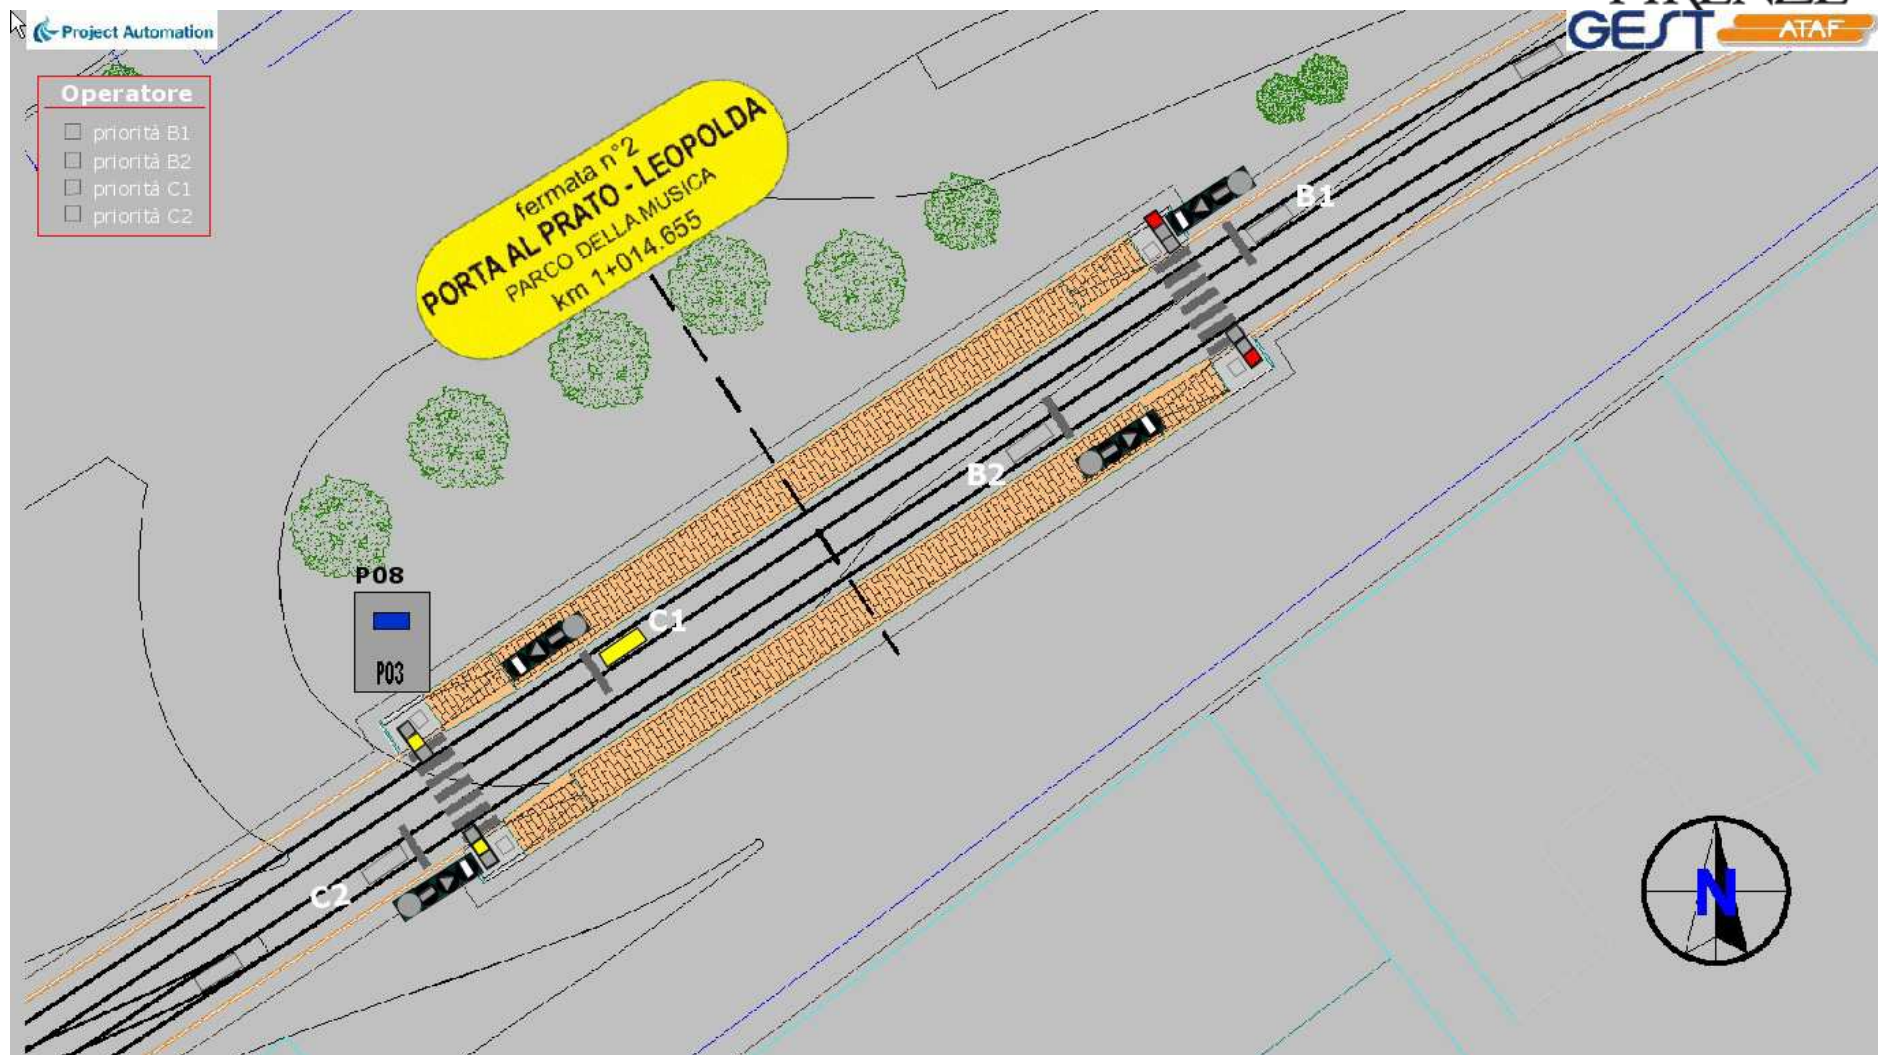 Project Automation
FIRENZE
GEST ATAF
Operatore
priorità B1
priorità B2
priorità C1
priorità C2
fermata n°2
PORTA AL PRATO - LEOPOLDA
PARCO DELLA MUSICA
km 1+014.655
B1
B2
P08
C1
P03
C2
N